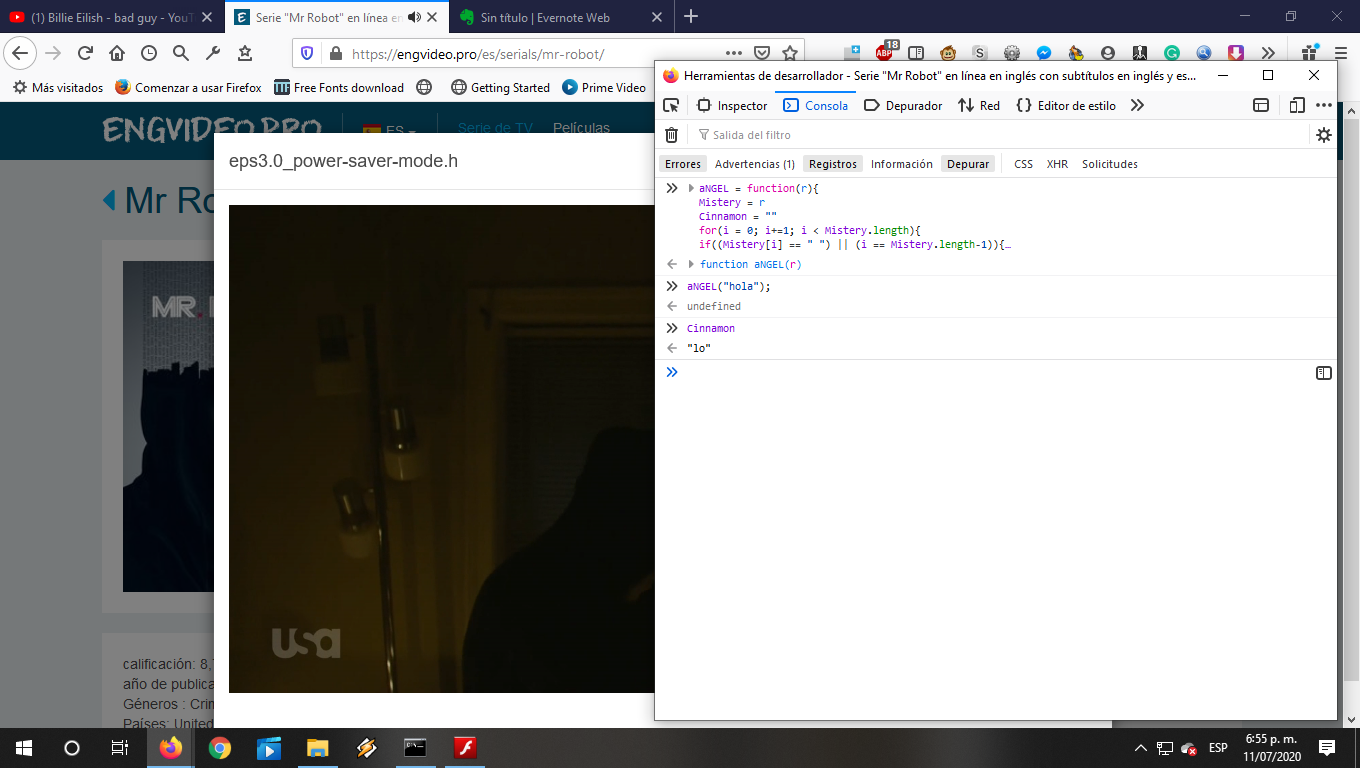 (1) Billie Eilish - bad guy - YouT
Serie "Mr Robot" en línea en
Sin título | Evernote Web
https://engvideo.pro/es/serials/mr-robot/
18
ABP
S
Más visitados
Comenzar a usar Firefox
Free Fonts download
Getting Started
Prime Video
Herramientas de desarrollador - Serie "Mr Robot" en línea en inglés con subtítulos en inglés y es...
Inspector
Consola
Depurador
Red
Editor de estilo
Salida del filtro
Errores
Advertencias (1)
Registros
Información
Depurar
CSS
XHR
Solicitudes
aNGEL = function(r){
Mistery = r
Cinnamon = ""
for(i = 0; i+=1; i < Mistery.length){
if((Mistery[i] == " ") || (i == Mistery.length-1)){…
function aNGEL(r)
aNGEL("hola");
undefined
Cinnamon
"lo"
ENGVIDEO.PRO
ES
Serie de TV
Películas
Mr Ro
eps3.0_power-saver-mode.h
MR.
usa
calificación: 8,
año de publica
Géneros : Crin
Países: United
ESP
6:55 p. m.
11/07/2020